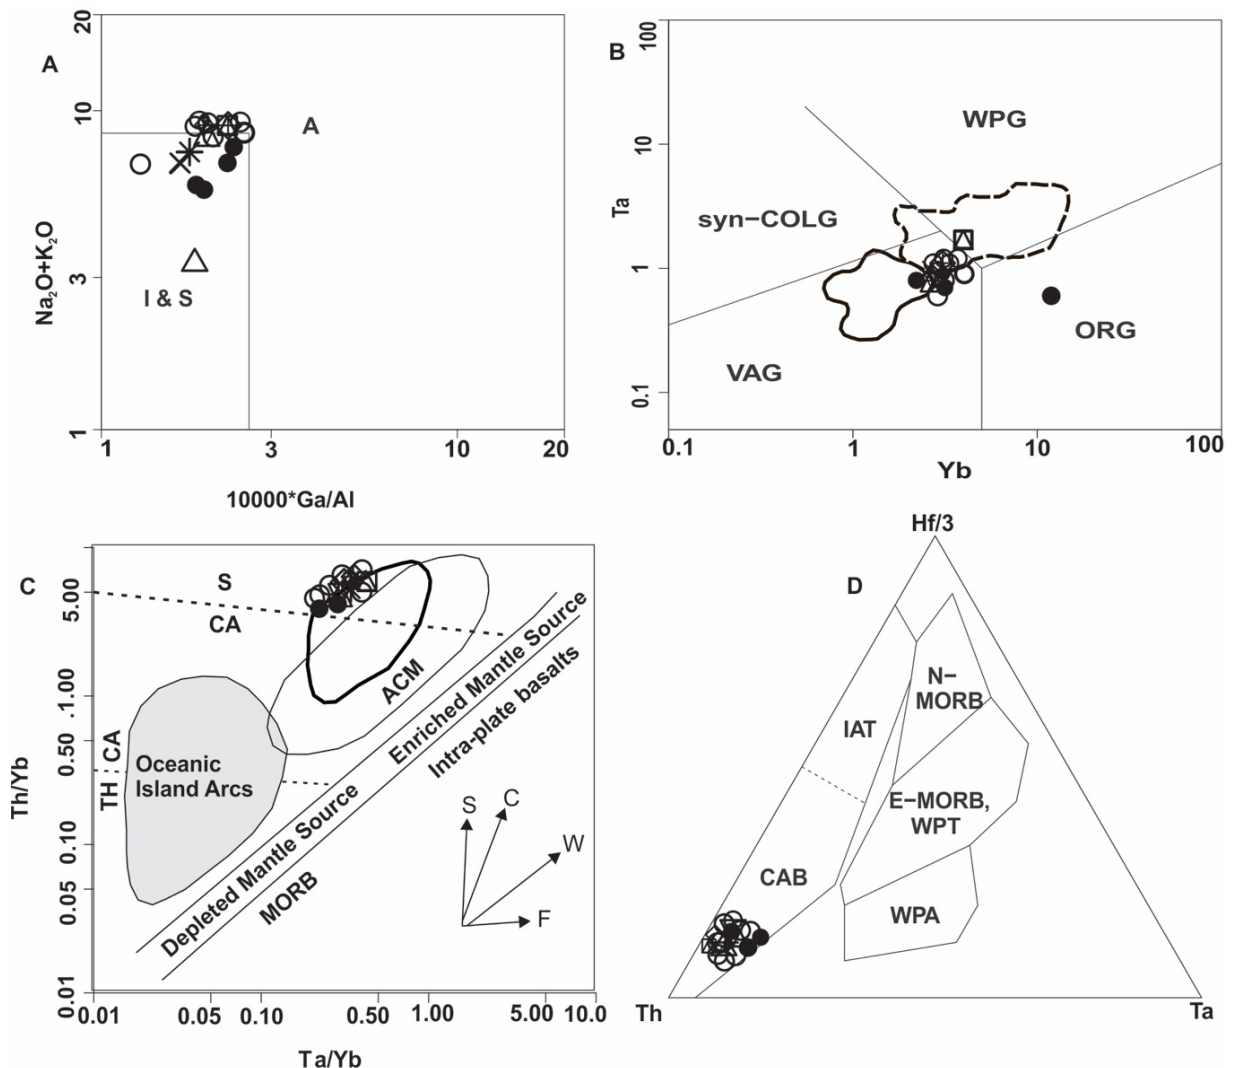 A
20
10
3
1
Na₂O+K₂O
A
I & S
1
3
10
20
10000*Ga/Al
B
100
10
1
0.1
Ta
WPG
syn−COLG
VAG
ORG
0.1
1
10
100
Yb
C
5.00
.1.00
0.50
0.10
0.05
0.01
Th/Yb
S
CA
CA
TH
Oceanic
Island Arcs
ACM
Enriched Mantle Source
Intra-plate basalts
Depleted Mantle Source
MORB
S
C
W
F
0.01
0.05
0.10
0.50
1.00
5.00
10.0
Ta/Yb
D
Hf/3
N−
MORB
IAT
E−MORB,
WPT
CAB
WPA
Th
Ta